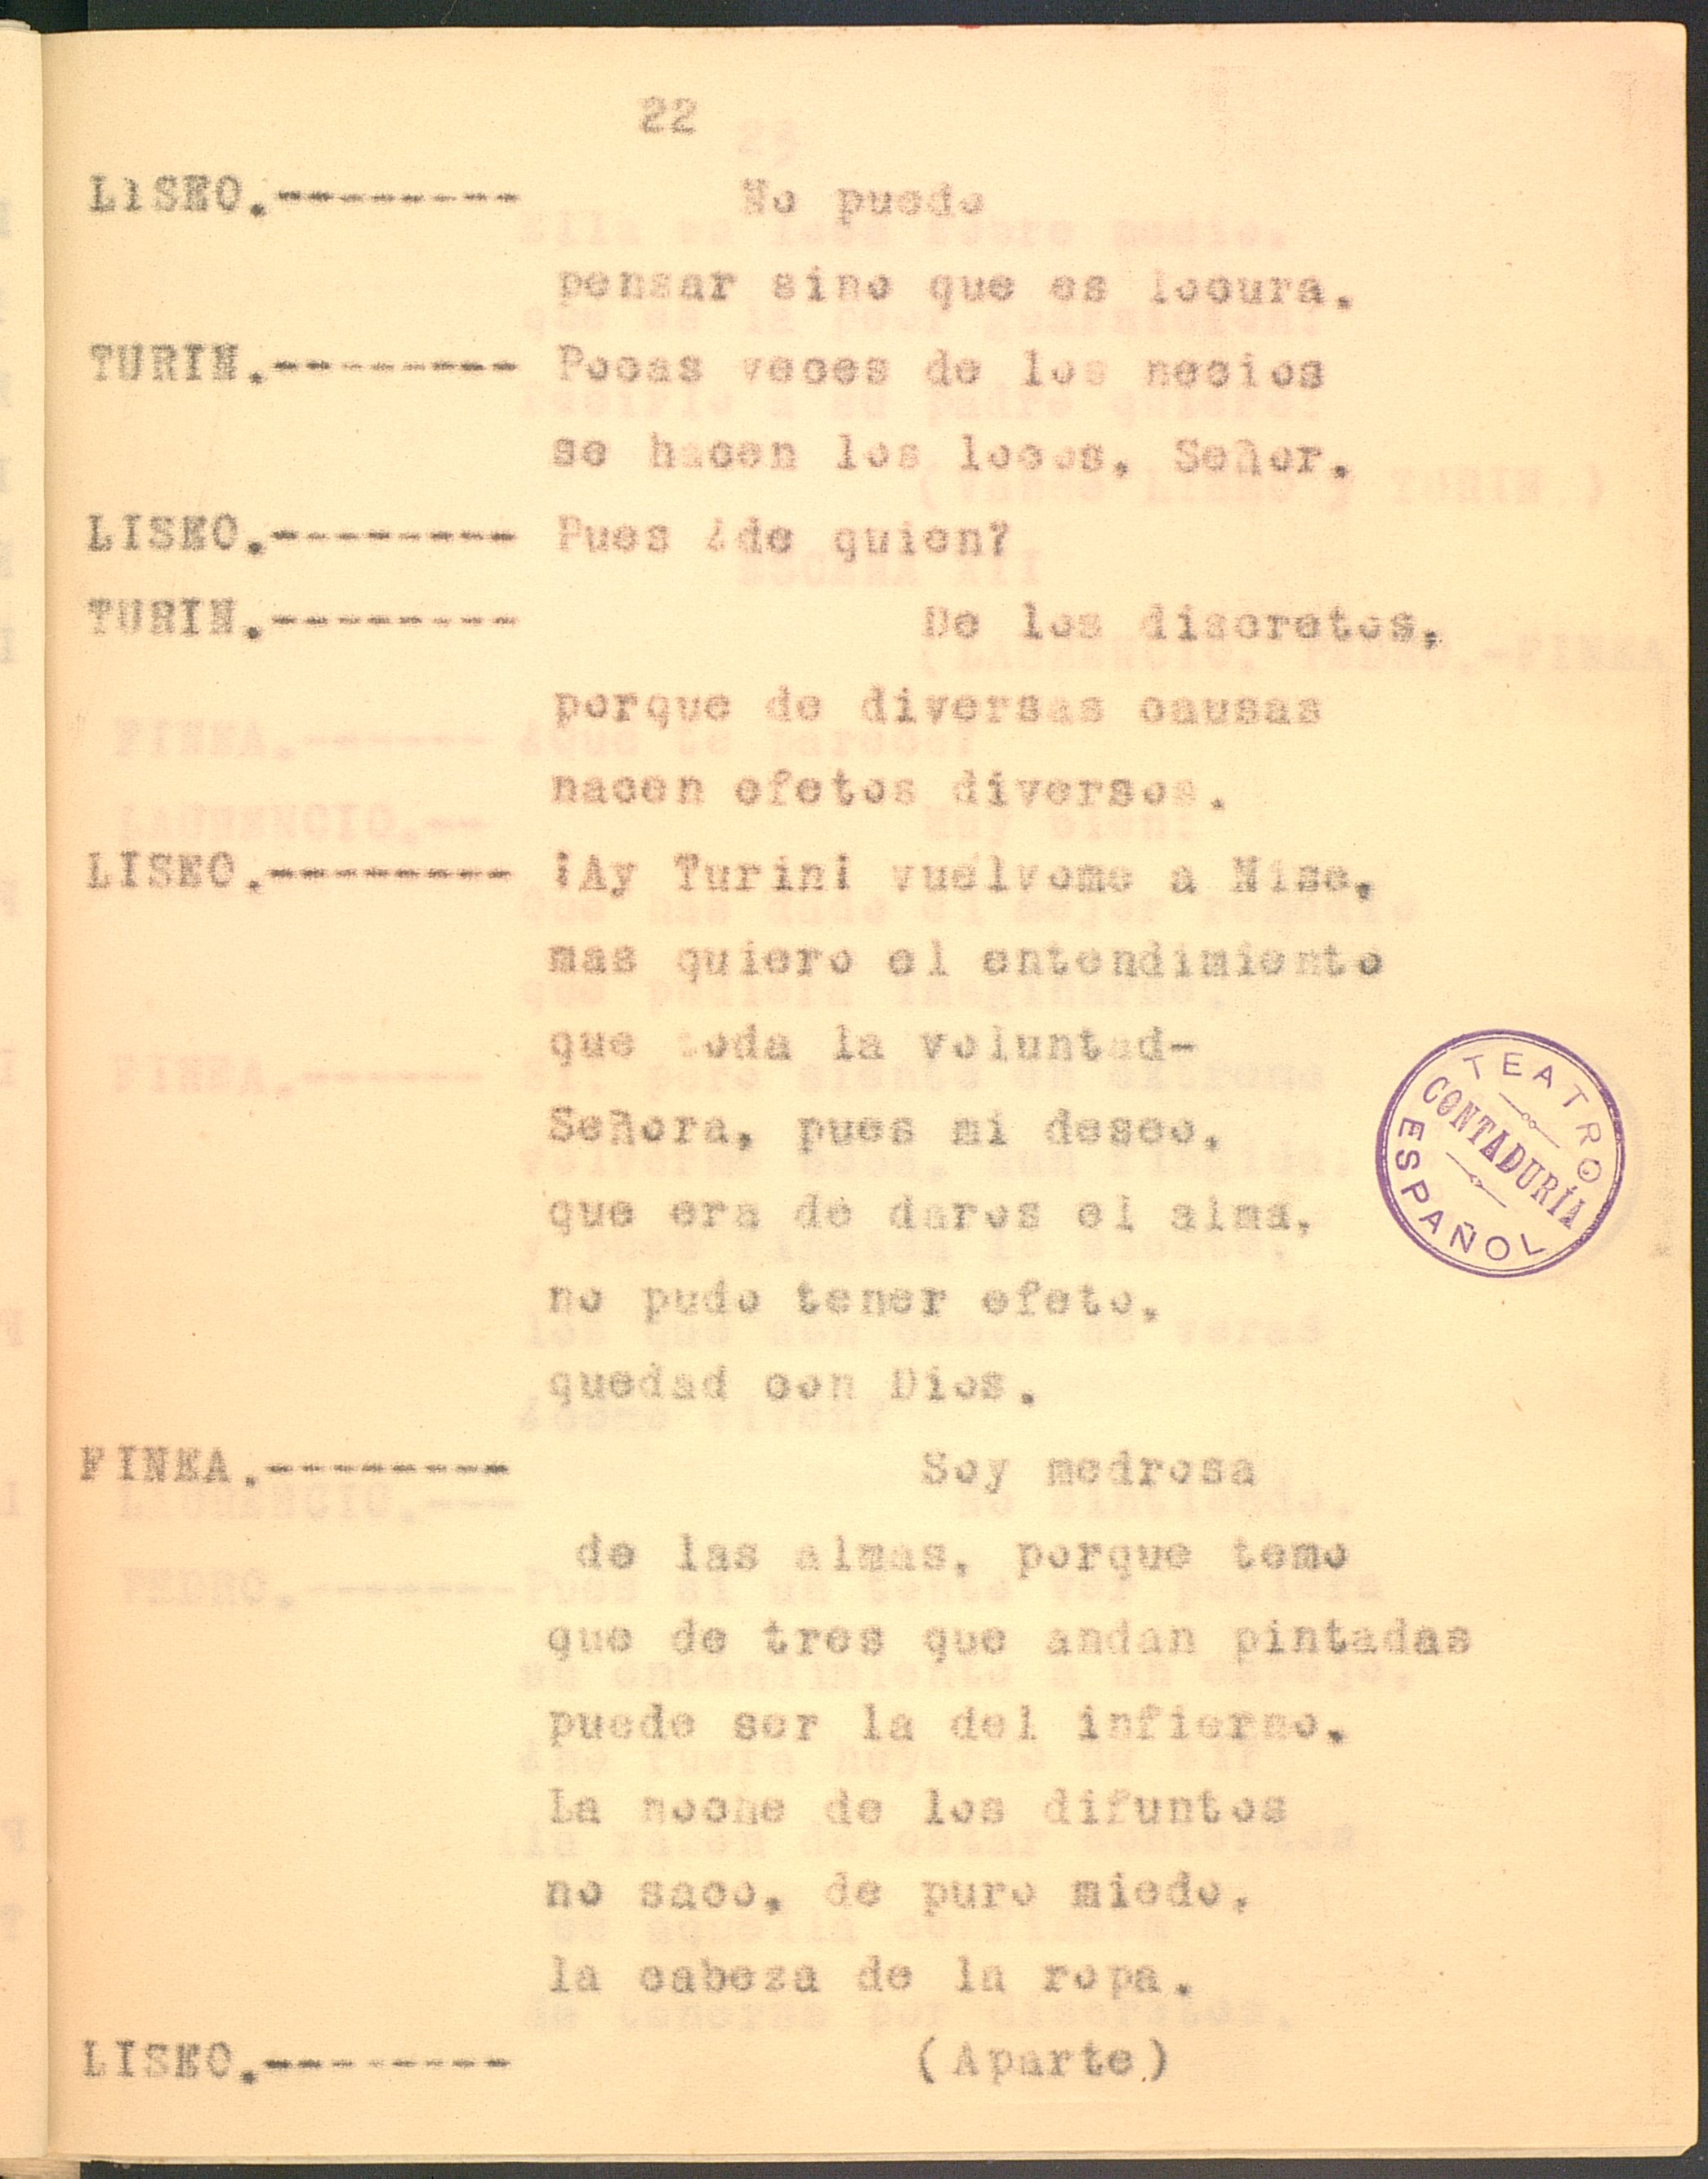 22
LISEO.-------- No puedo
pensar sino que es locura.
TURIN.-------- Pocas veces de los necios
se hacen los locos. Señor.
LISEO.-------- Pues ¿de quien?
TURIN.-------- De los discretos,
porque de diversas causas
nacen efetos diversos.
LISEO.-------- ¡Ay Turin! vuelvome a Nise,
mas quiero el entendimiento
que toda la voluntad-
Señora, pues mi deseo,
que era de daros el alma,
no pudo tener efeto,
quedad con Dios.
FINEA.-------- Soy medrosa
de las almas, porque temo
que de tres que andan pintadas
puede ser la del infierno.
La noche de los difuntos
no saco, de puro miedo,
la cabeza de la ropa.
LISEO.-------- (Aparte)
TEATRO ESPAÑOL
CONTADURÍA